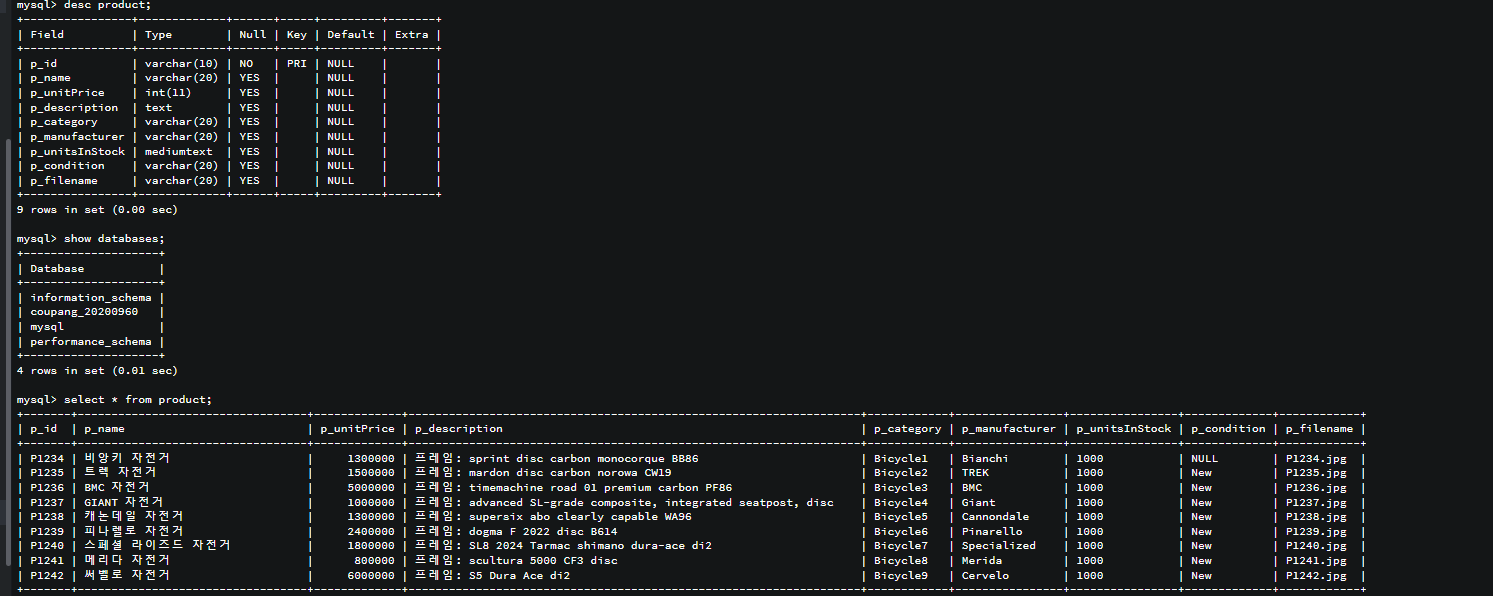 mysql> desc product;
+----------------+-------------+------+-----+---------+-------+
| Field | Type | Null | Key | Default | Extra |
+----------------+-------------+------+-----+---------+-------+
| p_id | varchar(10) | NO | PRI | NULL | |
| p_name | varchar(20) | YES | | NULL | |
| p_unitPrice | int(11) | YES | | NULL | |
| p_description | text | YES | | NULL | |
| p_category | varchar(20) | YES | | NULL | |
| p_manufacturer | varchar(20) | YES | | NULL | |
| p_unitsInStock | mediumtext | YES | | NULL | |
| p_condition | varchar(20) | YES | | NULL | |
| p_filename | varchar(20) | YES | | NULL | |
+----------------+-------------+------+-----+---------+-------+
9 rows in set (0.00 sec)
mysql> show databases;
+--------------------+
| Database |
+--------------------+
| information_schema |
| coupang_20200960 |
| mysql |
| performance_schema |
+--------------------+
4 rows in set (0.01 sec)
mysql> select * from product;
+-------+----------------------------------+-------------+-------------------------------------------------------------------+------------+----------------+----------------+-------------+------------+
| p_id | p_name | p_unitPrice | p_description | p_category | p_manufacturer | p_unitsInStock | p_condition | p_filename |
+-------+----------------------------------+-------------+-------------------------------------------------------------------+------------+----------------+----------------+-------------+------------+
| P1234 | 비앙키 자전거 | 1300000 | 프레임: sprint disc carbon monocorque BB86 | Bicycle1 | Bianchi | 1000 | NULL | P1234.jpg |
| P1235 | 트렉 자전거 | 1500000 | 프레임: mardon disc carbon norowa CW19 | Bicycle2 | TREK | 1000 | New | P1235.jpg |
| P1236 | BMC 자전거 | 5000000 | 프레임: timemachine road 01 premium carbon PF86 | Bicycle3 | BMC | 1000 | New | P1236.jpg |
| P1237 | GIANT 자전거 | 1000000 | 프레임: advanced SL-grade composite, integrated seatpost, disc | Bicycle4 | Giant | 1000 | New | P1237.jpg |
| P1238 | 캐논데일 자전거 | 1300000 | 프레임: supersix abo clearly capable WA96 | Bicycle5 | Cannondale | 1000 | New | P1238.jpg |
| P1239 | 피나렐로 자전거 | 2400000 | 프레임: dogma F 2022 disc B614 | Bicycle6 | Pinarello | 1000 | New | P1239.jpg |
| P1240 | 스페셜 라이즈드 자전거 | 1800000 | 프레임: SL8 2024 Tarmac shimano dura-ace di2 | Bicycle7 | Specialized | 1000 | New | P1240.jpg |
| P1241 | 메리다 자전거 | 800000 | 프레임: scultura 5000 CF3 disc | Bicycle8 | Merida | 1000 | New | P1241.jpg |
| P1242 | 써벨로 자전거 | 6000000 | 프레임: S5 Dura Ace di2 | Bicycle9 | Cervelo | 1000 | New | P1242.jpg |
+-------+----------------------------------+-------------+-------------------------------------------------------------------+------------+----------------+----------------+-------------+------------+